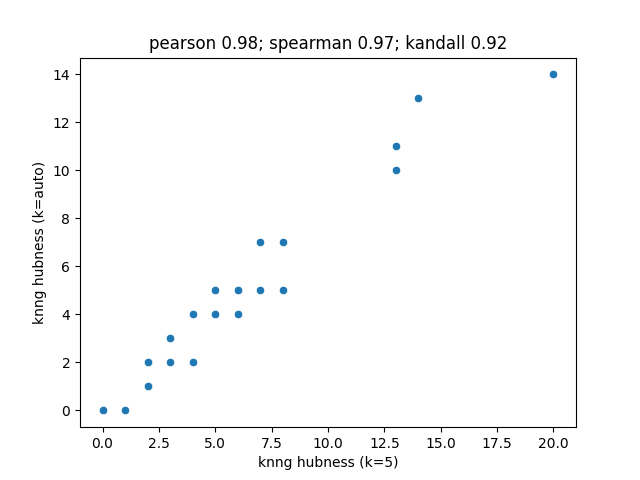 pearson 0.98; spearman 0.97; kandall 0.92
14
12
10
8
6
4
2
0
knng hubness (k=auto)
0.0 2.5 5.0 7.5 10.0 12.5 15.0 17.5 20.0
knng hubness (k=5)